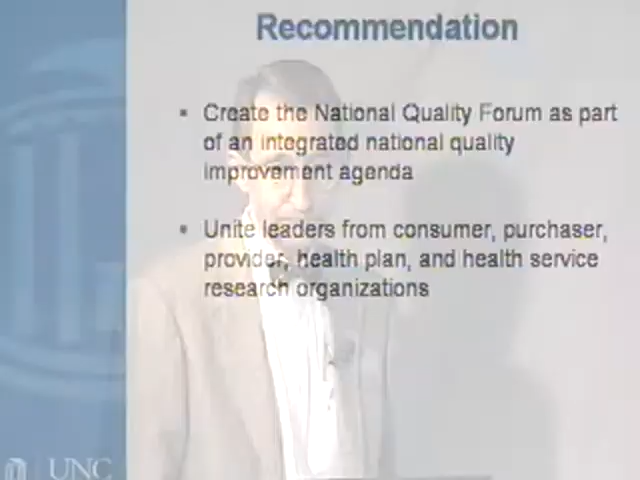 Recommendation
▪ Create the National Quality Forum as part
of an integrated national quality
improvement agenda
▪ Unite leaders from consumer, purchaser,
provider, health plan, and health service
research organizations
UNC